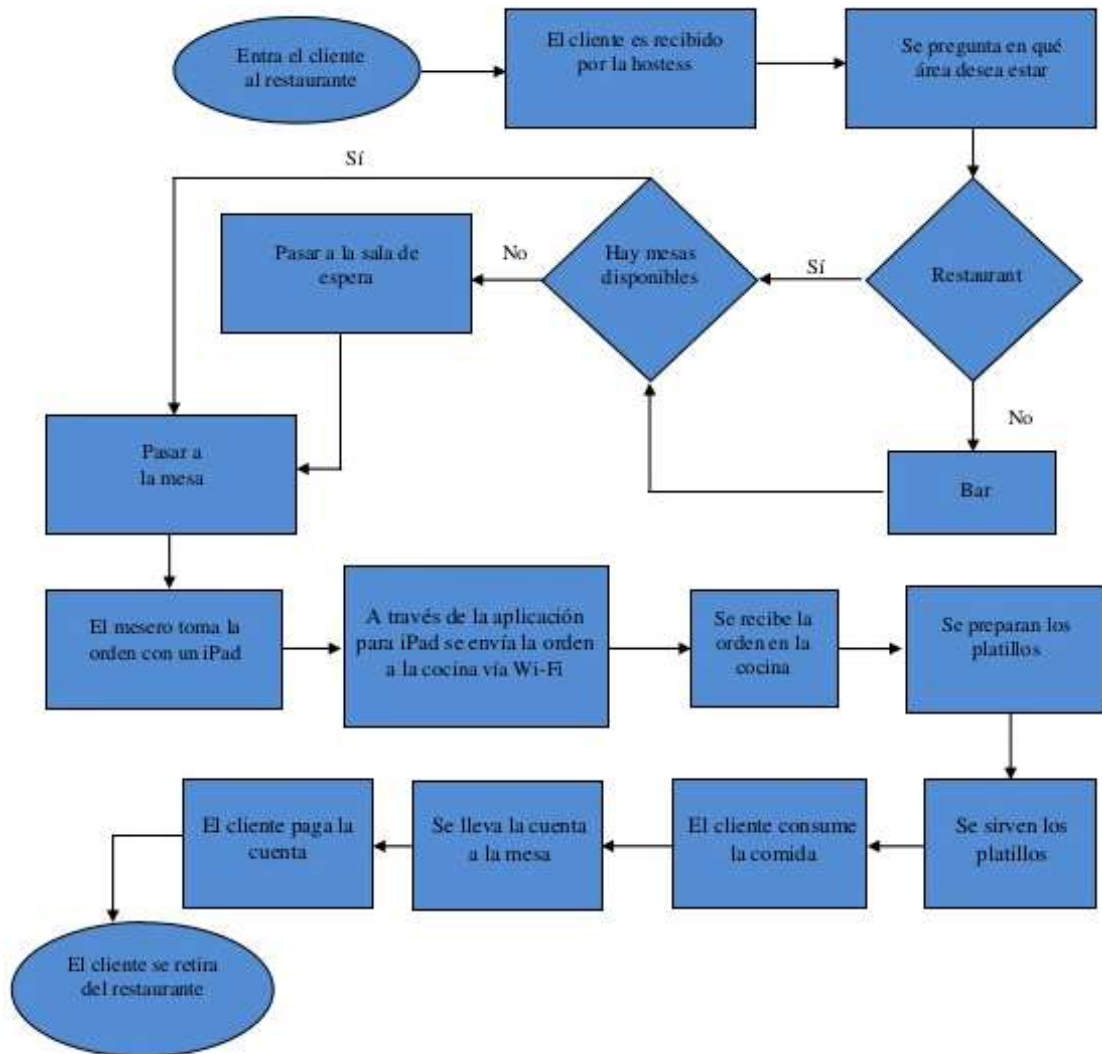 Entra el cliente
al restaurante
El cliente es recibido
por la hostess
Se pregunta en qué
área desea estar
Sí
Pasar a la sala de
espera
No
Hay mesas
disponibles
Sí
Restaurant
No
Pasar a
la mesa
Bar
El mesero toma la
orden con un iPad
A través de la aplicación
para iPad se envía la orden
a la cocina vía Wi-Fi
Se recibe la
orden en la
cocina
Se preparan los
platillos
El cliente paga la
cuenta
Se lleva la cuenta
a la mesa
El cliente consume
la comida
Se sirven los
platillos
El cliente se retira
del restaurante